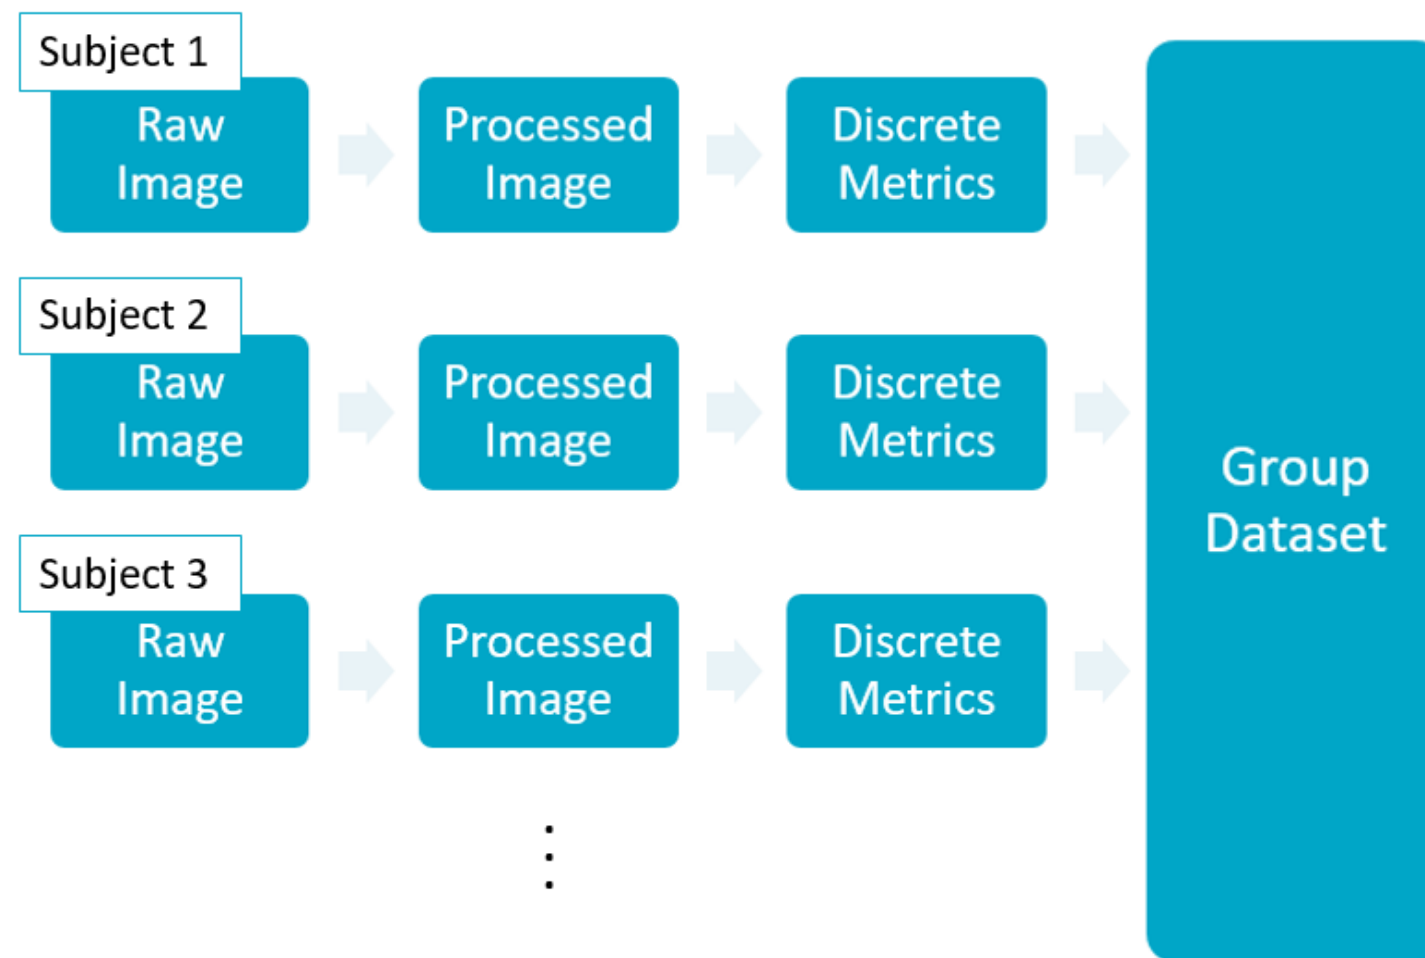 Subject 1
Raw
Image
Processed
Image
Discrete
Metrics
Subject 2
Raw
Image
Processed
Image
Discrete
Metrics
Subject 3
Raw
Image
Processed
Image
Discrete
Metrics
Group
Dataset